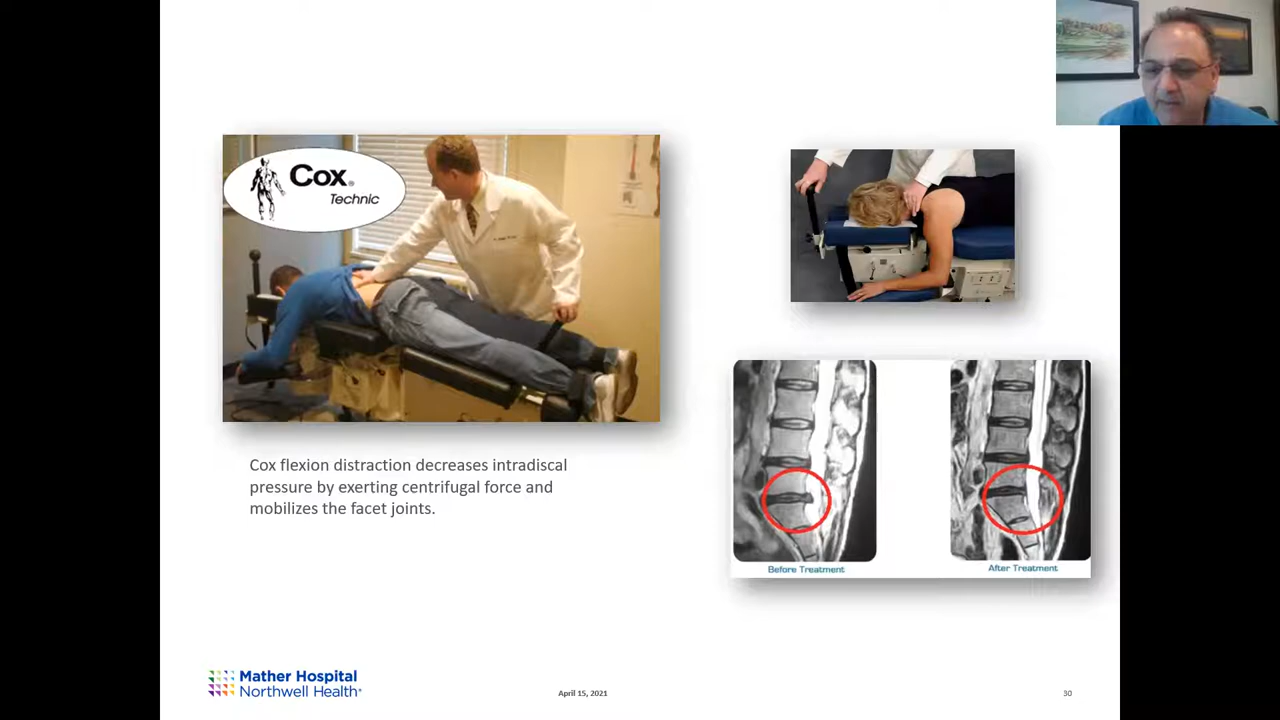 Cox®
Technic
Cox flexion distraction decreases intradiscal
pressure by exerting centrifugal force and
mobilizes the facet joints.
Before Treatment
After Treatment
Mather Hospital
Northwell Health®
April 15, 2021
30